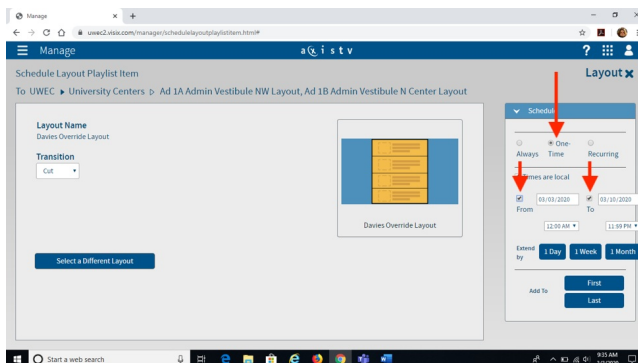 Manage
uwec2.visix.com/manager/schedulelayoutplaylistitem.html#
Manage
axistv
?
Schedule Layout Playlist Item
Layout
To UWEC ▶ University Centers ▷ Ad 1A Admin Vestibule NW Layout, Ad 1B Admin Vestibule N Center Layout
Layout Name
Davies Override Layout
Transition
Cut
Davies Override Layout
Select a Different Layout
Schedule
Always
One-Time
Recurring
Times are local
From
03/03/2020
To
03/10/2020
12:00 AM
11:59 PM
Extend by
1 Day
1 Week
1 Month
Add To
First
Last
Start a web search
9:35 AM